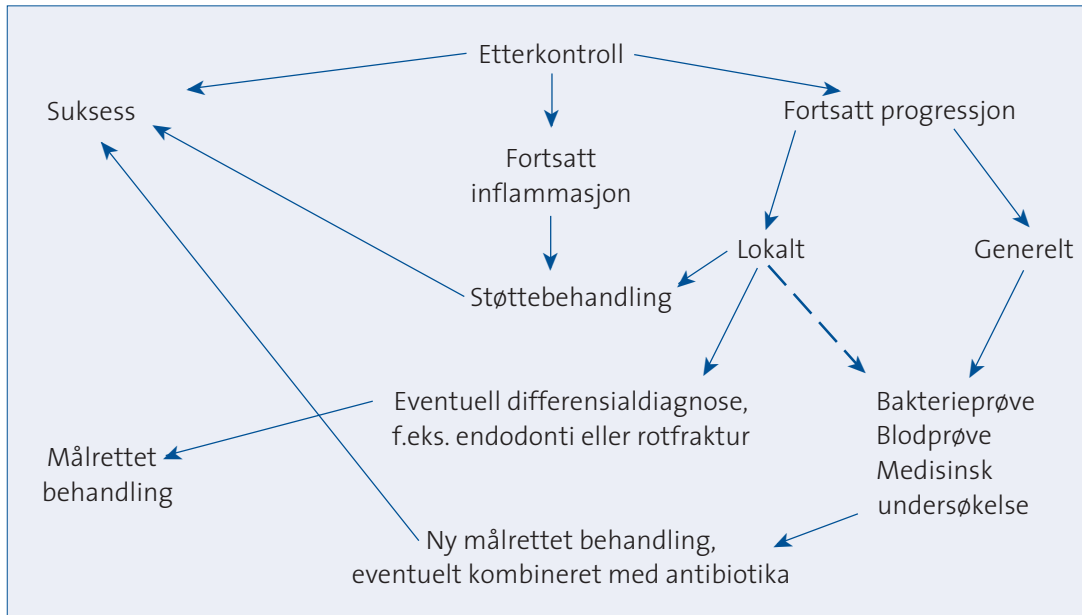 Etterkontroll
Suksess
Fortsatt progressjon
Fortsatt
inflammasjon
Lokalt
Generelt
Støttebehandling
Eventuell differensialdiagnose,
f.eks. endodonti eller rotfraktur
Bakterieprøve
Blodprøve
Medisinsk
undersøkelse
Målrettet
behandling
Ny målrettet behandling,
eventuelt kombineret med antibiotika